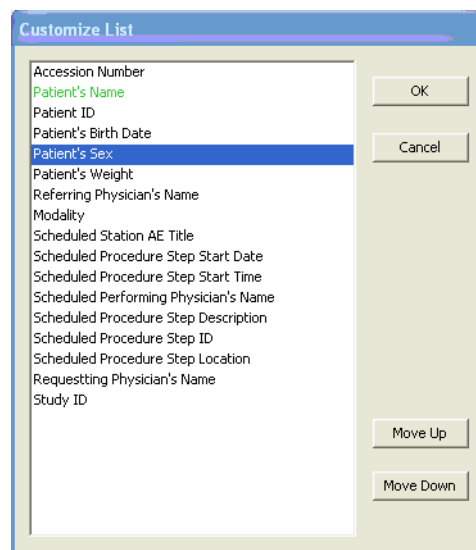 Customize List
Accession Number
Patient's Name
Patient ID
Patient's Birth Date
Patient's Sex
Patient's Weight
Referring Physician's Name
Modality
Scheduled Station AE Title
Scheduled Procedure Step Start Date
Scheduled Procedure Step Start Time
Scheduled Performing Physician's Name
Scheduled Procedure Step Description
Scheduled Procedure Step ID
Scheduled Procedure Step Location
Requestting Physician's Name
Study ID
OK
Cancel
Move Up
Move Down